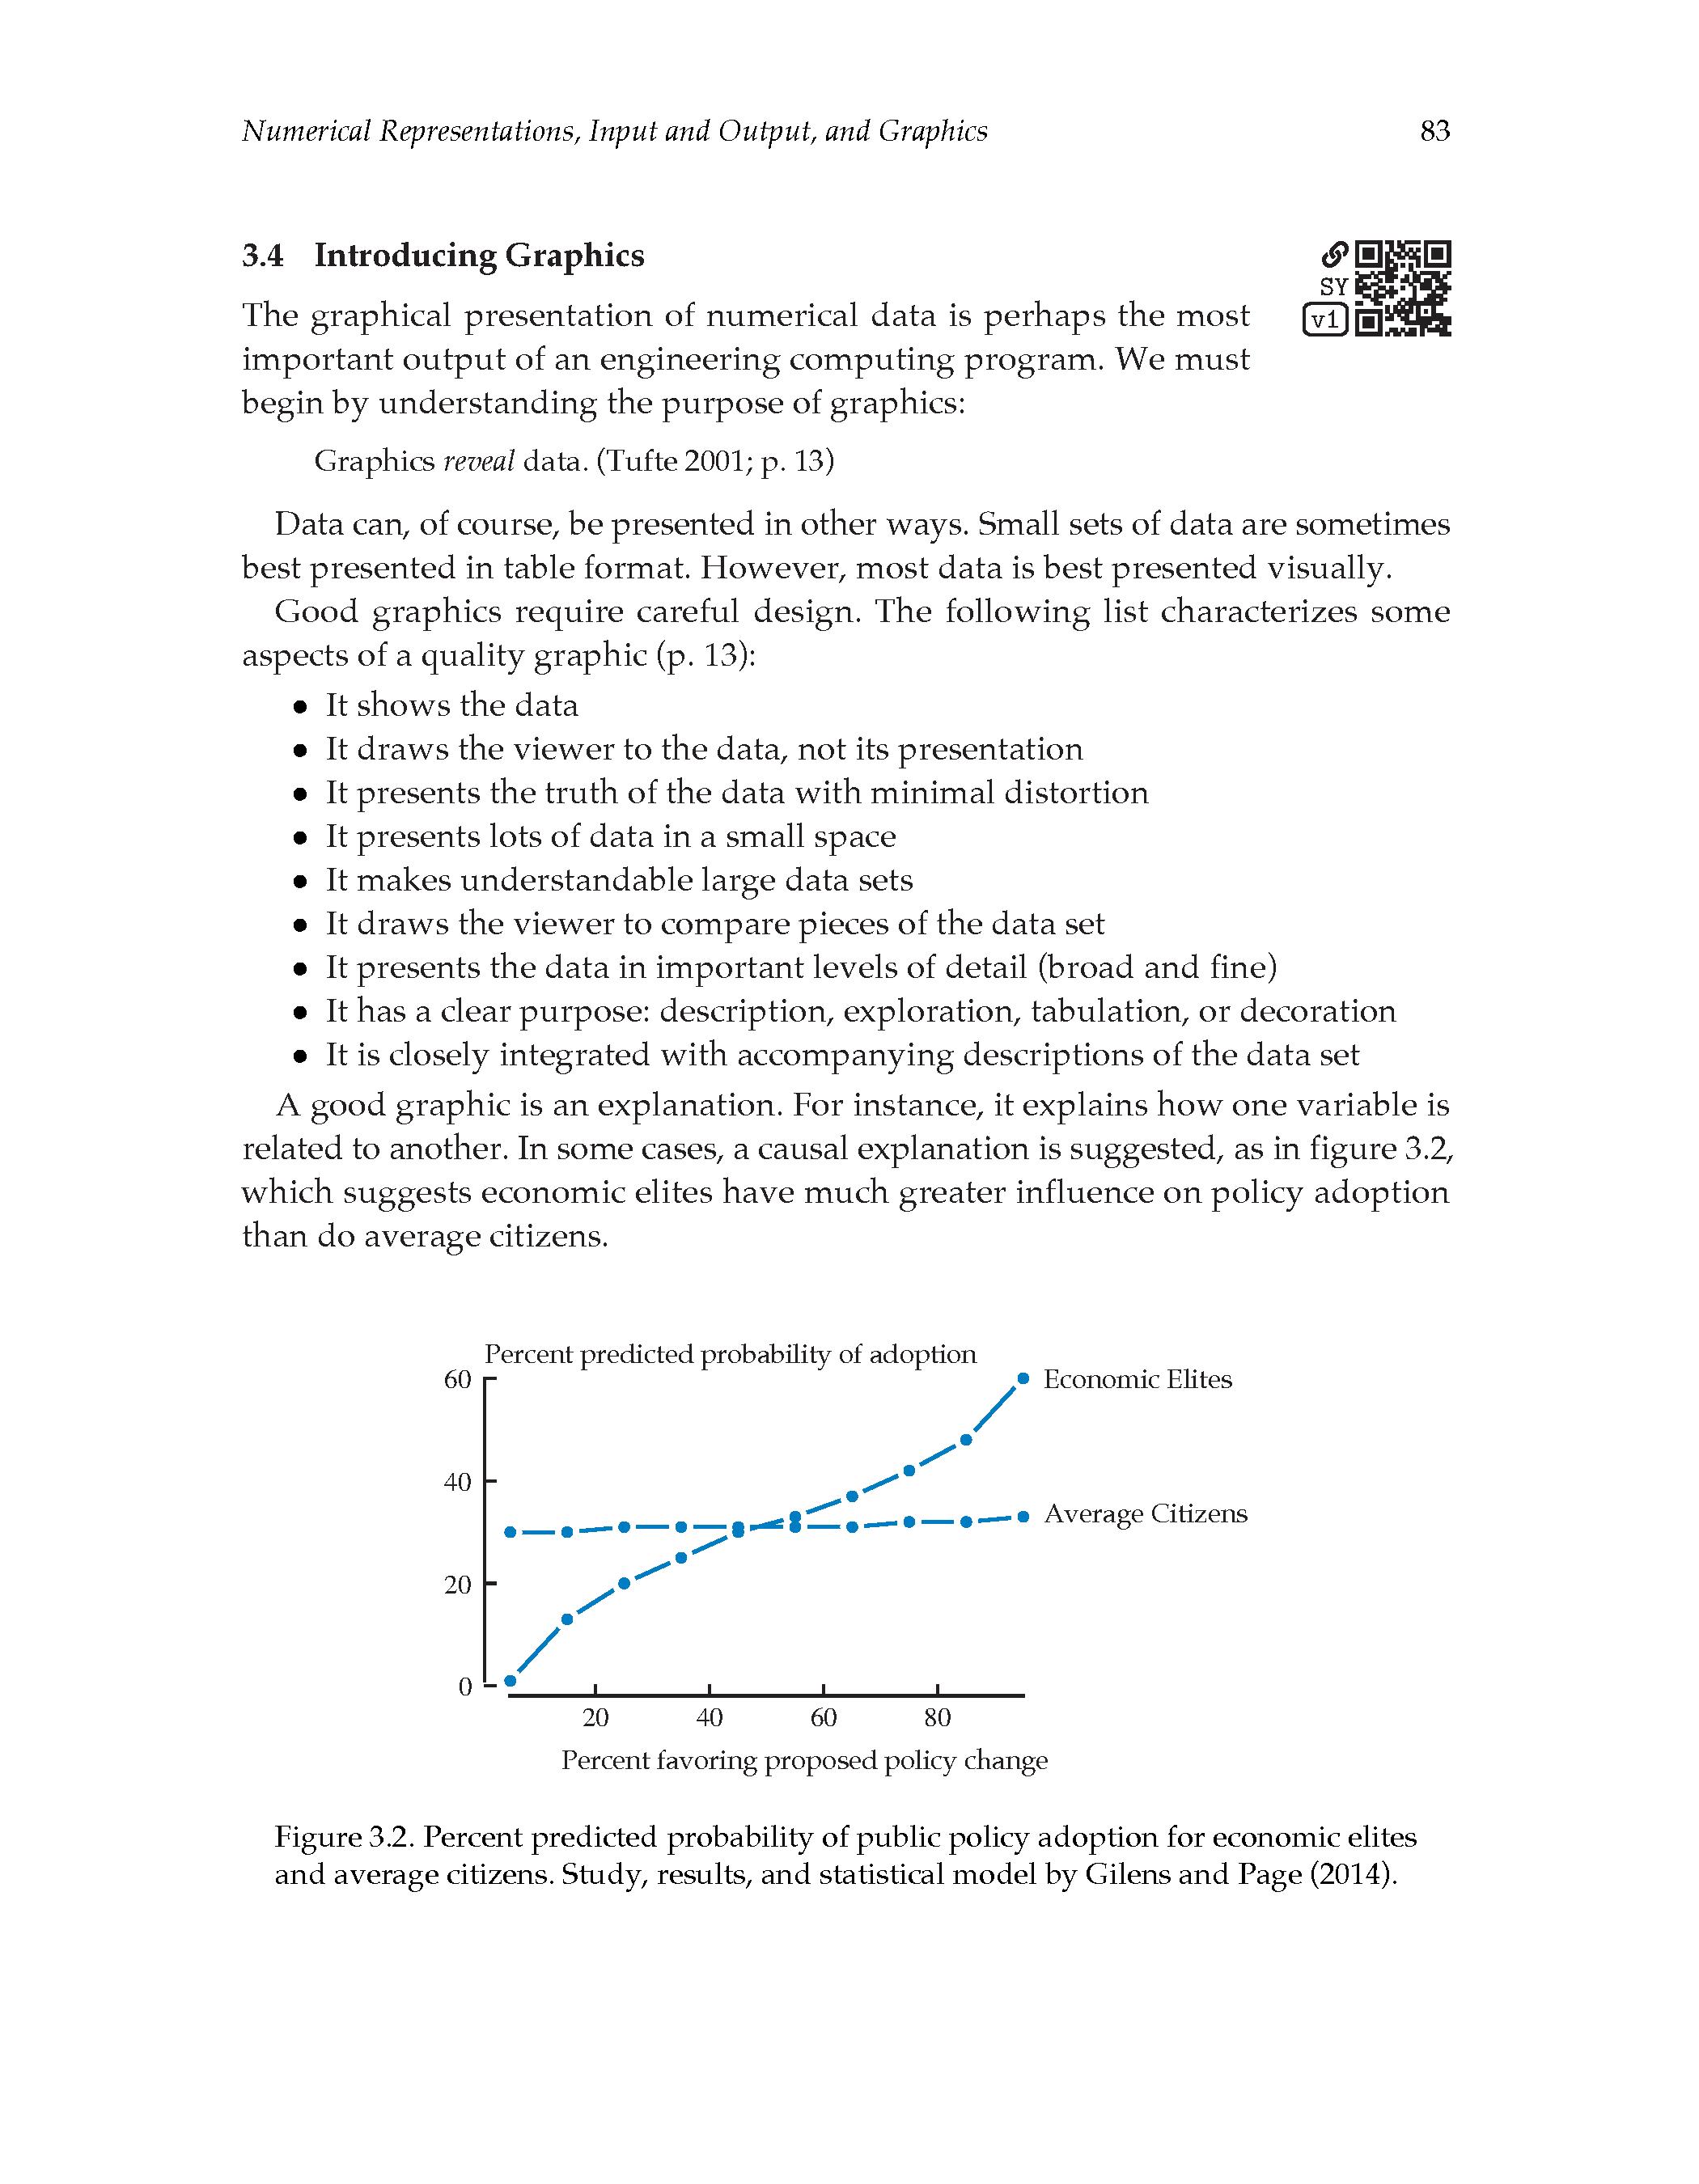 Numerical Representations, Input and Output, and Graphics 83
3.4 Introducing Graphics
SY
v1
The graphical presentation of numerical data is perhaps the most
important output of an engineering computing program. We must
begin by understanding the purpose of graphics:
Graphics reveal data. (Tufte 2001; p. 13)
Data can, of course, be presented in other ways. Small sets of data are sometimes
best presented in table format. However, most data is best presented visually.
Good graphics require careful design. The following list characterizes some
aspects of a quality graphic (p. 13):
• It shows the data
• It draws the viewer to the data, not its presentation
• It presents the truth of the data with minimal distortion
• It presents lots of data in a small space
• It makes understandable large data sets
• It draws the viewer to compare pieces of the data set
• It presents the data in important levels of detail (broad and fine)
• It has a clear purpose: description, exploration, tabulation, or decoration
• It is closely integrated with accompanying descriptions of the data set
A good graphic is an explanation. For instance, it explains how one variable is
related to another. In some cases, a causal explanation is suggested, as in figure 3.2,
which suggests economic elites have much greater influence on policy adoption
than do average citizens.
Percent predicted probability of adoption
60
Economic Elites
40
Average Citizens
20
0
20 40 60 80
Percent favoring proposed policy change
Figure 3.2. Percent predicted probability of public policy adoption for economic elites
and average citizens. Study, results, and statistical model by Gilens and Page (2014).